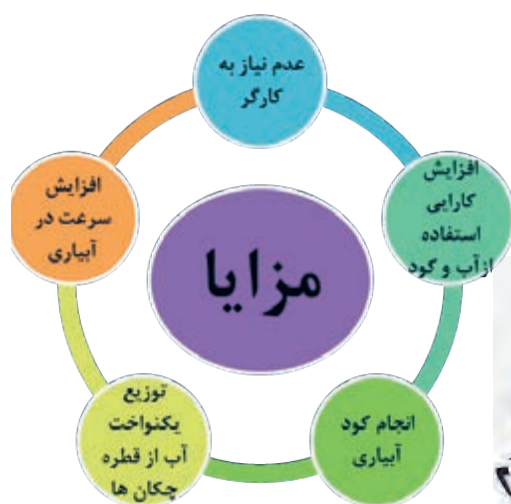 مزایا
عدم نیاز به
کارگر
افزایش
کارایی
استفاده
ازآب و کود
انجام کود
آبیاری
توزیع
یکنواخت
آب از قطره
چکان ها
افزایش
سرعت در
آبیاری